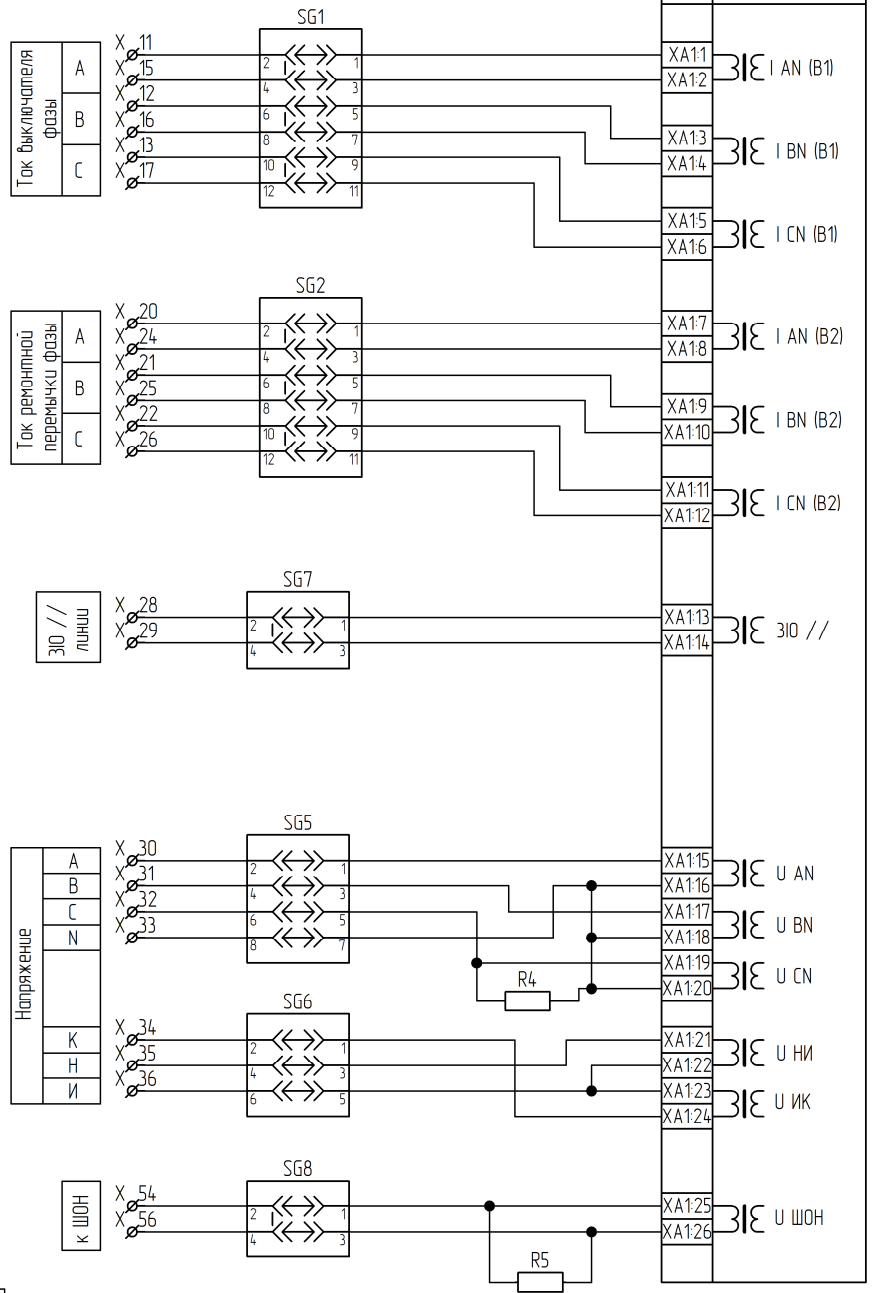 SG1
Ток выключателя
фазы
A
B
C
X 11
X 15
X 12
X 16
X 13
X 17
2 1
4 3
6 5
8 7
10 9
12 11
XA1:1
XA1:2
XA1:3
XA1:4
XA1:5
XA1:6
I AN (B1)
I BN (B1)
I CN (B1)
SG2
Ток ремонтной
перемычки фазы
A
B
C
X 20
X 24
X 21
X 25
X 22
X 26
2 1
4 3
6 5
8 7
10 9
12 11
XA1:7
XA1:8
XA1:9
XA1:10
XA1:11
XA1:12
I AN (B2)
I BN (B2)
I CN (B2)
SG7
3I0 //
линии
X 28
X 29
2 1
4 3
XA1:13
XA1:14
3I0 //
SG5
Напряжение
A
B
C
N
X 30
X 31
X 32
X 33
2 1
4 3
6 5
8 7
R4
XA1:15
XA1:16
XA1:17
XA1:18
XA1:19
XA1:20
U AN
U BN
U CN
SG6
К
Н
И
X 34
X 35
X 36
2 1
4 3
6 5
XA1:21
XA1:22
XA1:23
XA1:24
U НИ
U ИК
SG8
к ШОН
X 54
X 56
2 1
4 3
R5
XA1:25
XA1:26
U ШОН